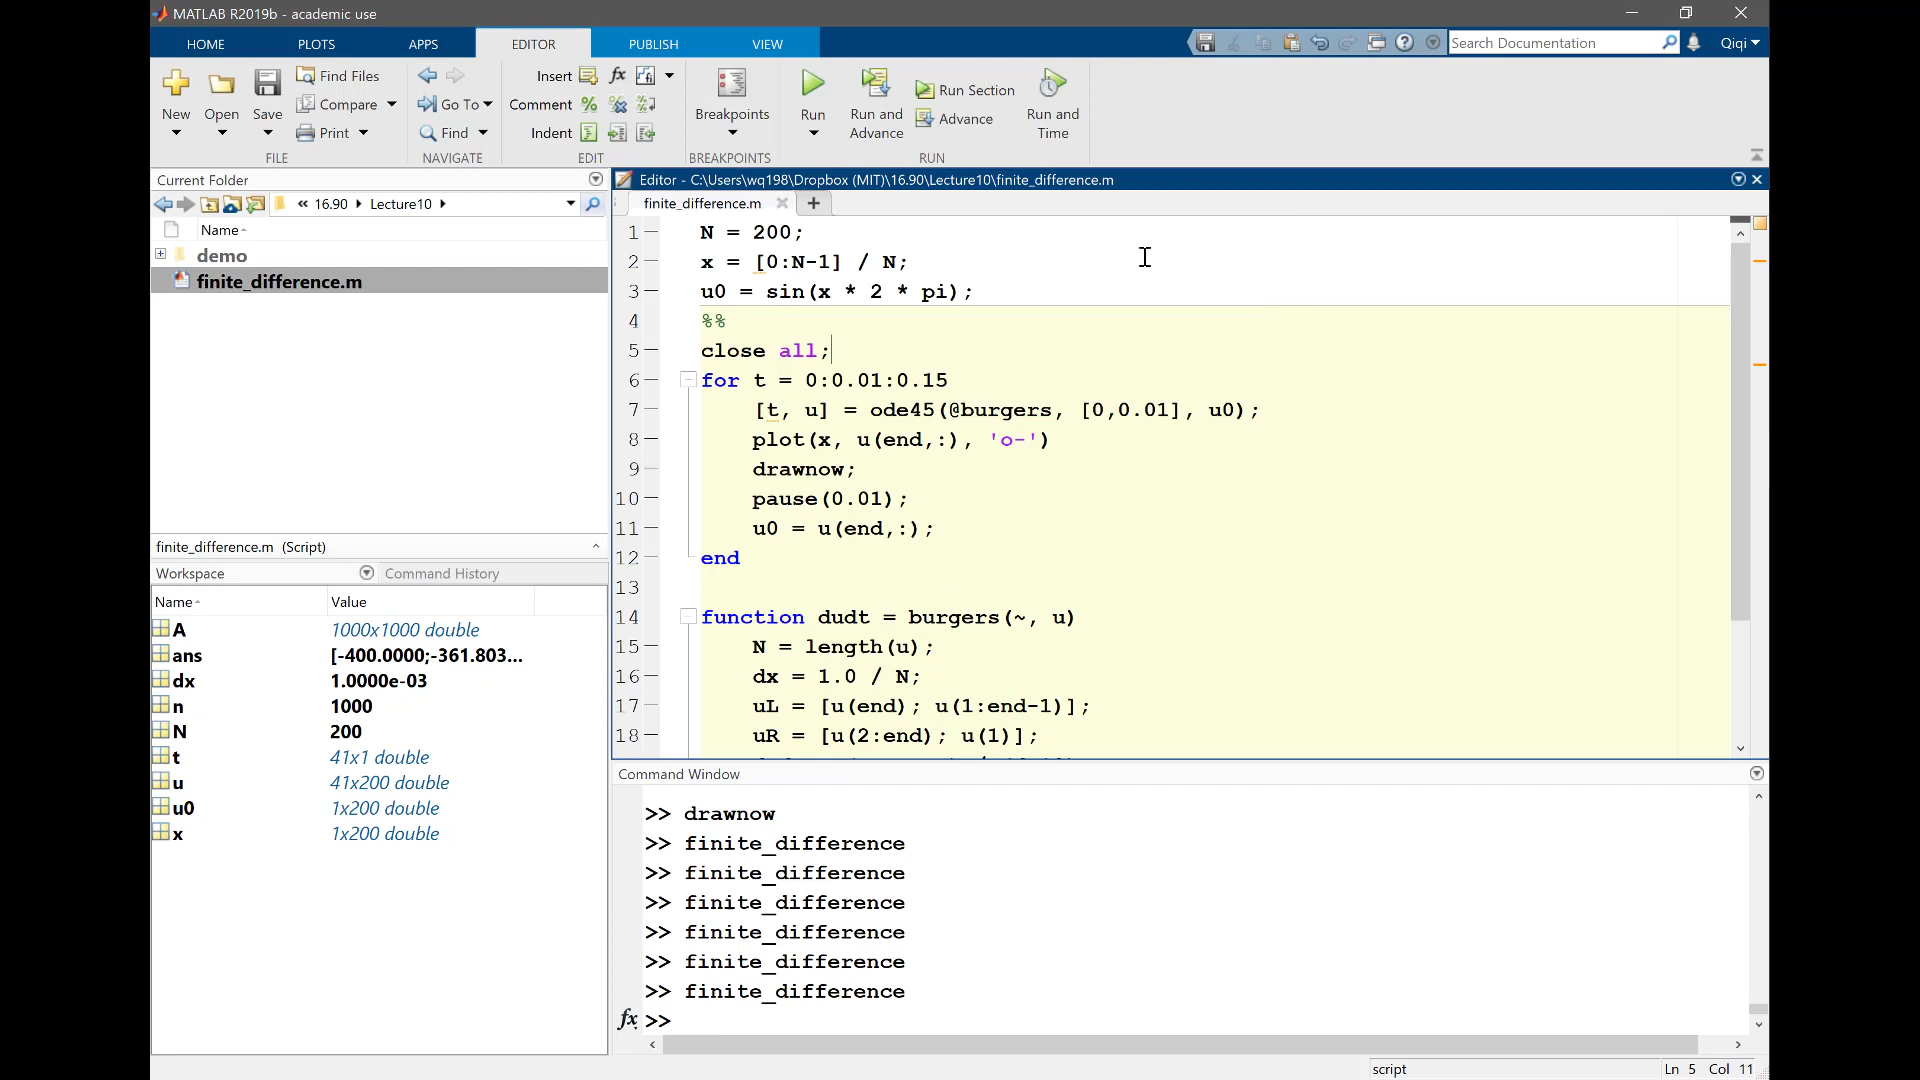 MATLAB R2019b - academic use
HOME PLOTS APPS EDITOR PUBLISH VIEW Search Documentation Qiqi
Find Files Insert fx
Compare Go To Comment Run Section
New Open Save Print Find Indent Breakpoints Run Run and Advance Advance Run and Time
FILE NAVIGATE EDIT BREAKPOINTS RUN
Current Folder
« 16.90 Lecture10
Name
demo
finite_difference.m
finite_difference.m (Script)
Workspace Command History
Name Value
A 1000x1000 double
ans [-400.0000;-361.803...
dx 1.0000e-03
n 1000
N 200
t 41x1 double
u 41x200 double
u0 1x200 double
x 1x200 double
Editor - C:\Users\wq198\Dropbox (MIT)\16.90\Lecture10\finite_difference.m
finite_difference.m
1 N = 200;
2 x = [0:N-1] / N;
3 u0 = sin(x * 2 * pi);
4 %%
5 close all;
6 for t = 0:0.01:0.15
7 [t, u] = ode45(@burgers, [0,0.01], u0);
8 plot(x, u(end,:), 'o-')
9 drawnow;
10 pause(0.01);
11 u0 = u(end,:);
12 end
13
14 function dudt = burgers(~, u)
15 N = length(u);
16 dx = 1.0 / N;
17 uL = [u(end); u(1:end-1)];
18 uR = [u(2:end); u(1)];
Command Window
>> drawnow
>> finite_difference
>> finite_difference
>> finite_difference
>> finite_difference
>> finite_difference
>> finite_difference
fx >>
script Ln 5 Col 11